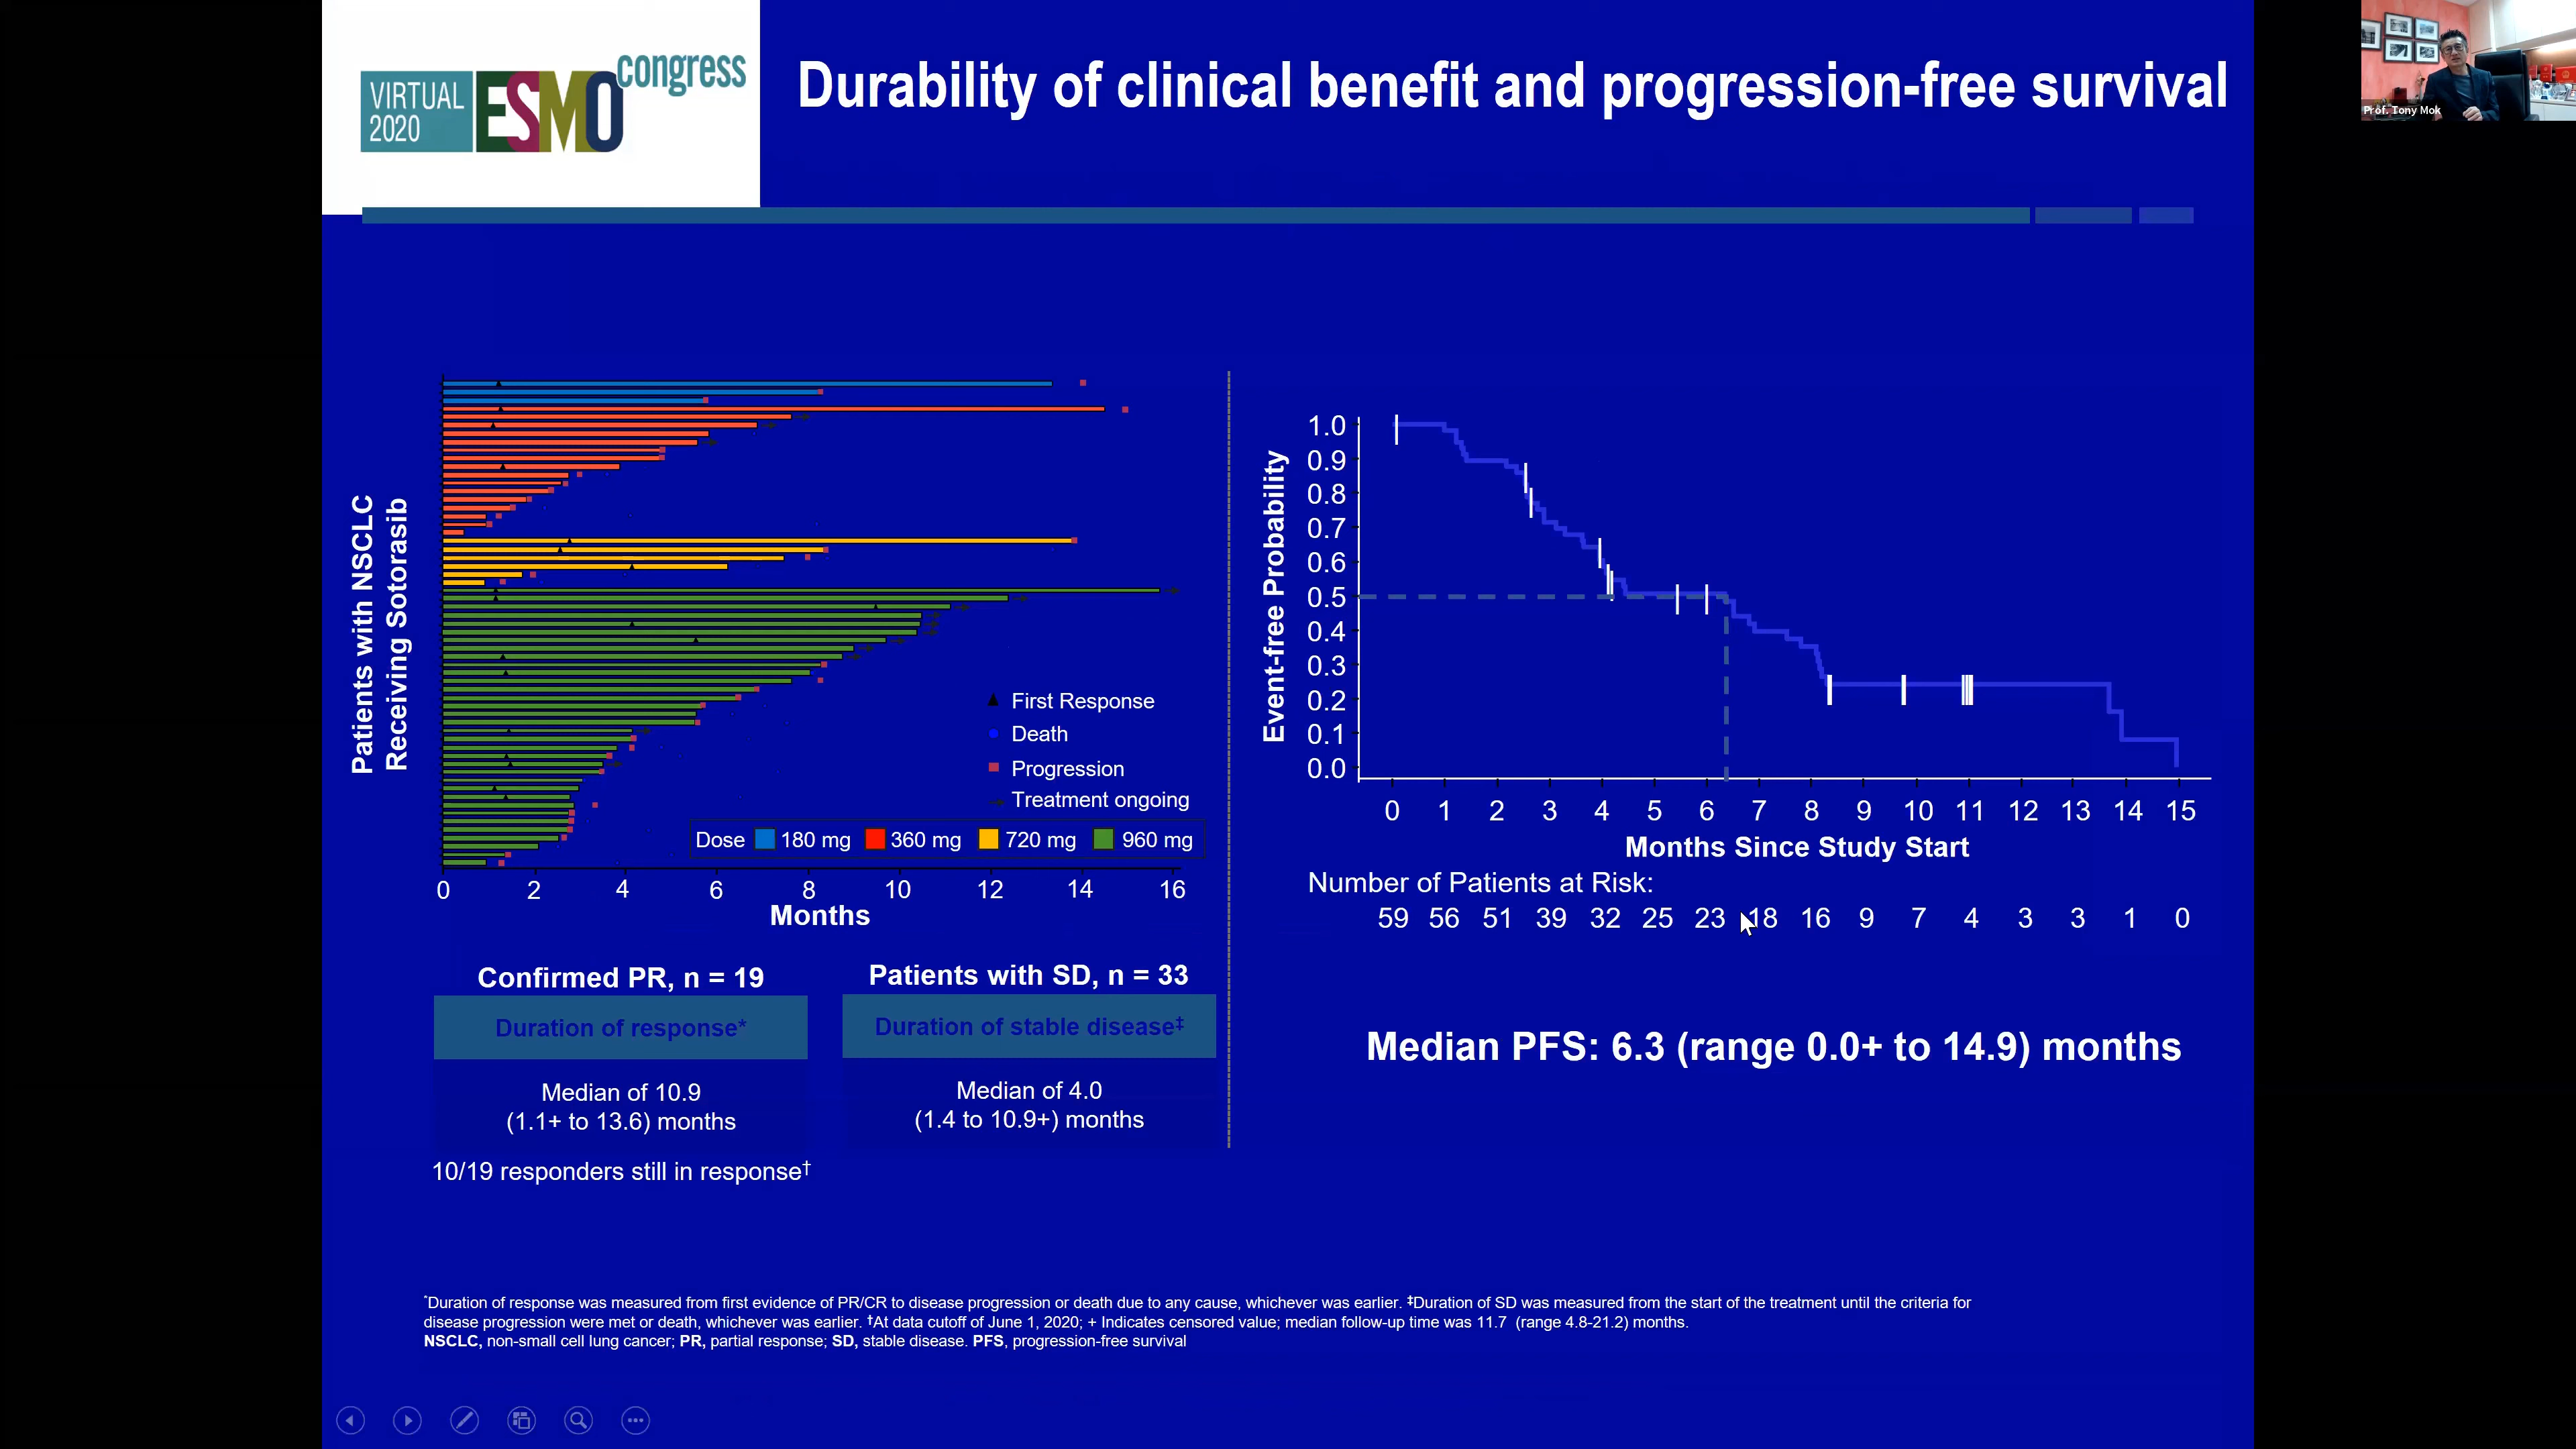 VIRTUAL
2020
ESMO
congress
Durability of clinical benefit and progression-free survival
Prof. Tony Mok
Patients with NSCLC
Receiving Sotorasib
First Response
Death
Progression
Treatment ongoing
Dose 180 mg 360 mg 720 mg 960 mg
0 2 4 6 8 10 12 14 16
Months
Confirmed PR, n = 19
Duration of response*
Median of 10.9
(1.1+ to 13.6) months
10/19 responders still in response†
Patients with SD, n = 33
Duration of stable disease‡
Median of 4.0
(1.4 to 10.9+) months
Event-free Probability
1.0
0.9
0.8
0.7
0.6
0.5
0.4
0.3
0.2
0.1
0.0
0 1 2 3 4 5 6 7 8 9 10 11 12 13 14 15
Months Since Study Start
Number of Patients at Risk:
59 56 51 39 32 25 23 18 16 9 7 4 3 3 1 0
Median PFS: 6.3 (range 0.0+ to 14.9) months
*Duration of response was measured from first evidence of PR/CR to disease progression or death due to any cause, whichever was earlier. ‡Duration of SD was measured from the start of the treatment until the criteria for
disease progression were met or death, whichever was earlier. †At data cutoff of June 1, 2020; + Indicates censored value; median follow-up time was 11.7 (range 4.8-21.2) months.
NSCLC, non-small cell lung cancer; PR, partial response; SD, stable disease. PFS, progression-free survival